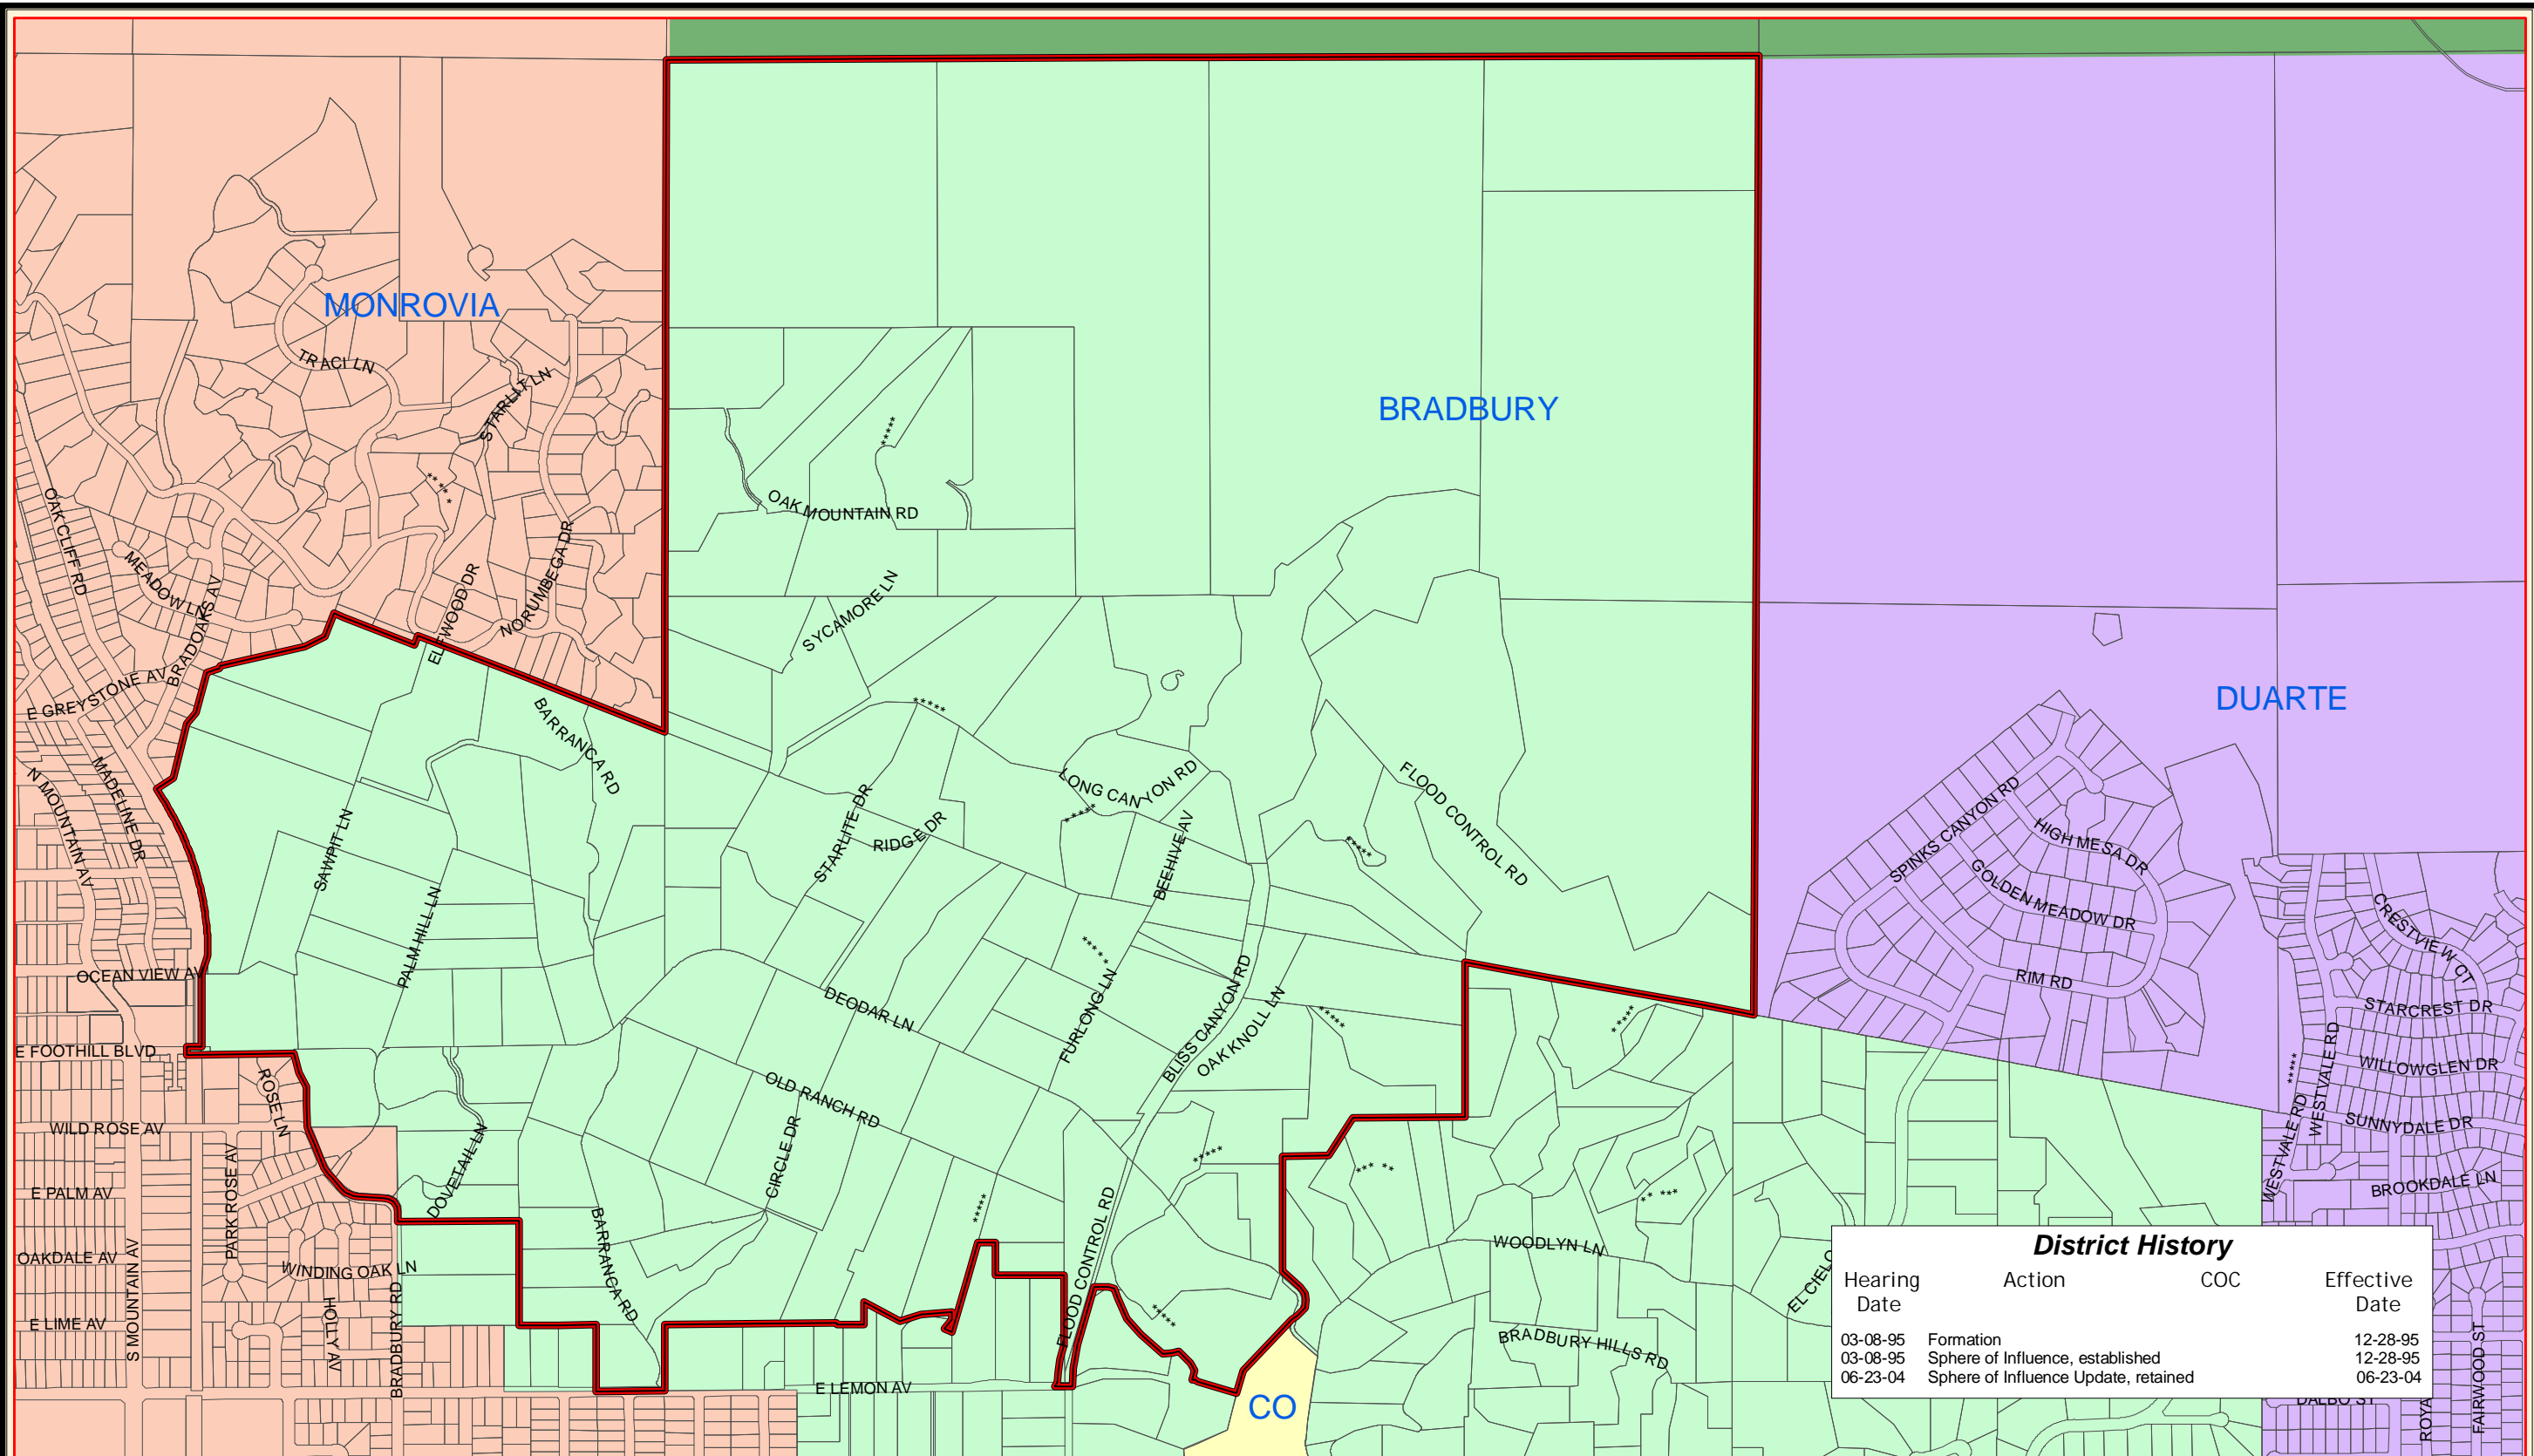 MONROVIA
BRADBURY
DUARTE
CO
TRACI LN
STARLIT LN
*****
*****
OAK CLIFF RD
MEADOW LN
BRADOAKS AV
ELFWOOD DR
NORUMBEGA DR
OAK MOUNTAIN RD
SYCAMORE LN
*****
E GREYSTONE AV
BARRANCA RD
N MOUNTAIN AV
MADELINE DR
SAWPIT LN
PALM HILL LN
STARLITE DR
RIDGE DR
LONG CANYON RD
*****
BEEHIVE AV
*****
FLOOD CONTROL RD
SPINKS CANYON RD
HIGH MESA DR
GOLDEN MEADOW DR
RIM RD
CRESTVIEW CT
OCEAN VIEW AV
DEODAR LN
*****
FURLONG LN
BLISS CANYON RD
OAK KNOLL LN
*****
*****
STARCREST DR
E FOOTHILL BLVD
ROSE LN
OLD RANCH RD
CIRCLE DR
*****
WESTVALE RD
WILLOWGLEN DR
WILD ROSE AV
PARK ROSE AV
DOVETAIL LN
*****
*** **
** ***
WESTVALE RD
SUNNYDALE DR
BROOKDALE LN
E PALM AV
OAKDALE AV
WINDING OAK LN
BARRANCA RD
*****
FLOOD CONTROL RD
*****
WOODLYN LN
EL CIELO
E LIME AV
S MOUNTAIN AV
HOLLY AV
BRADBURY RD
BRADBURY HILLS RD
E LEMON AV
District History
Hearing Date Action COC Effective Date
03-08-95 Formation 12-28-95
03-08-95 Sphere of Influence, established 12-28-95
06-23-04 Sphere of Influence Update, retained 06-23-04
DALBO ST
ROYA
FAIRWOOD ST